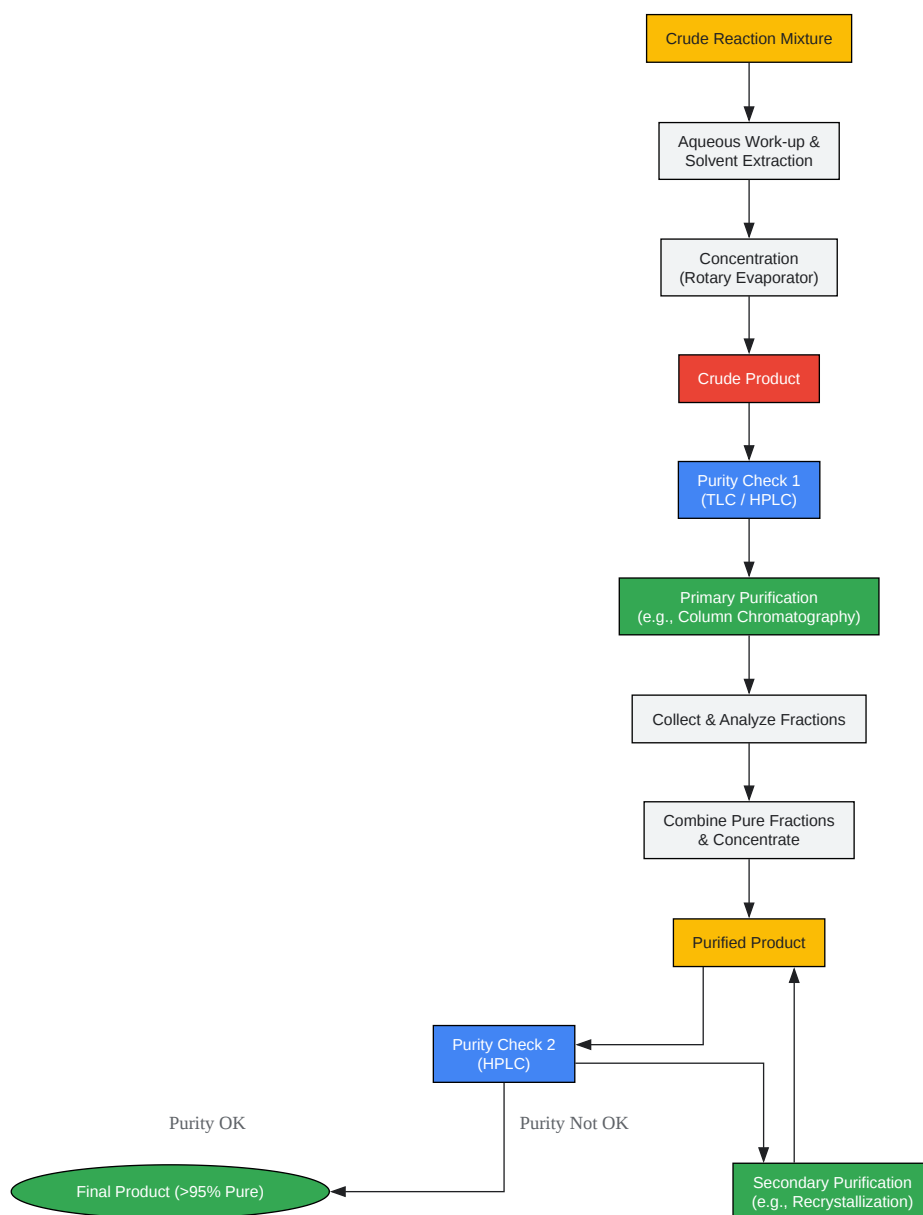 Crude Reaction Mixture
Aqueous Work-up &
Solvent Extraction
Concentration
(Rotary Evaporator)
Crude Product
Purity Check 1
(TLC / HPLC)
Primary Purification
(e.g., Column Chromatography)
Collect & Analyze Fractions
Combine Pure Fractions
& Concentrate
Purified Product
Purity Check 2
(HPLC)
Purity OK
Purity Not OK
Final Product (>95% Pure)
Secondary Purification
(e.g., Recrystallization)